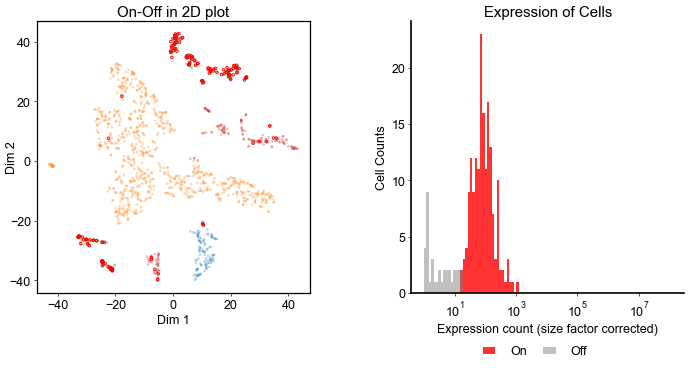 On-Off in 2D plot
Expression of Cells
Dim 2
40
20
0
−20
−40
−40 −20 0 20 40
Dim 1
Cell Counts
20
15
10
5
0
10^1 10^3 10^5 10^7
Expression count (size factor corrected)
On Off